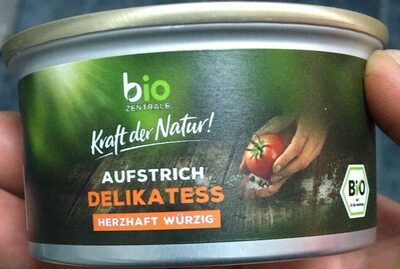 bio
ZENTRALE
Kraft der Natur!
AUFSTRICH
DELIKATESS
HERZHAFT WÜRZIG
BIO